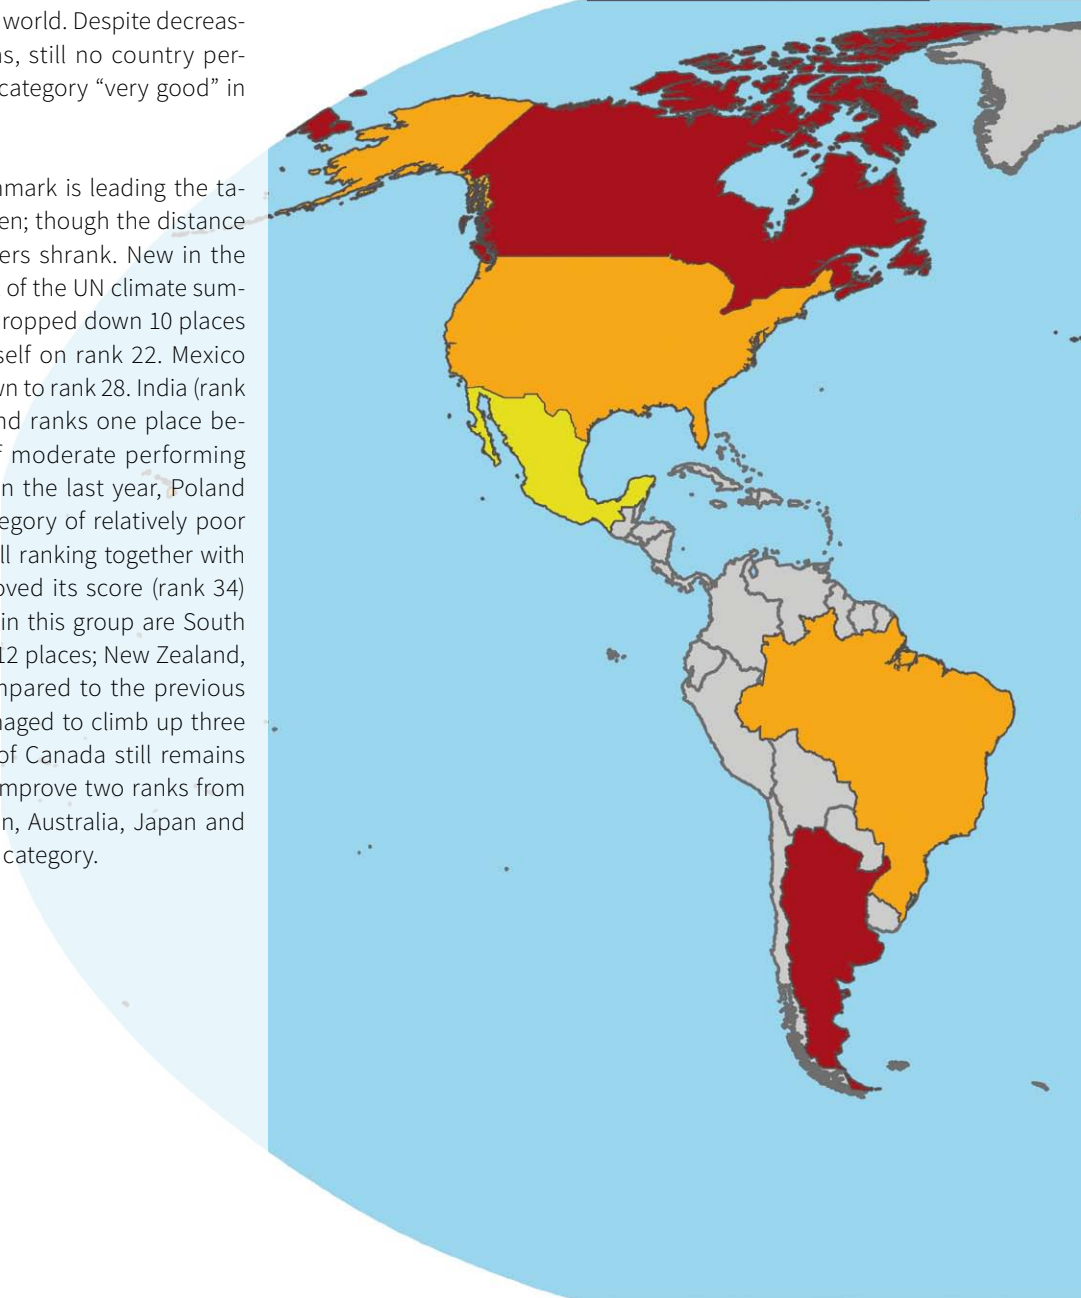 world. Despite decreas-
s, still no country per-
category “very good” in
mark is leading the ta-
en; though the distance
ers shrank. New in the
of the UN climate sum-
ropped down 10 places
self on rank 22. Mexico
wn to rank 28. India (rank
nd ranks one place be-
f moderate performing
n the last year, Poland
egory of relatively poor
ll ranking together with
oved its score (rank 34)
in this group are South
12 places; New Zealand,
mpared to the previous
naged to climb up three
of Canada still remains
mprove two ranks from
n, Australia, Japan and
category.